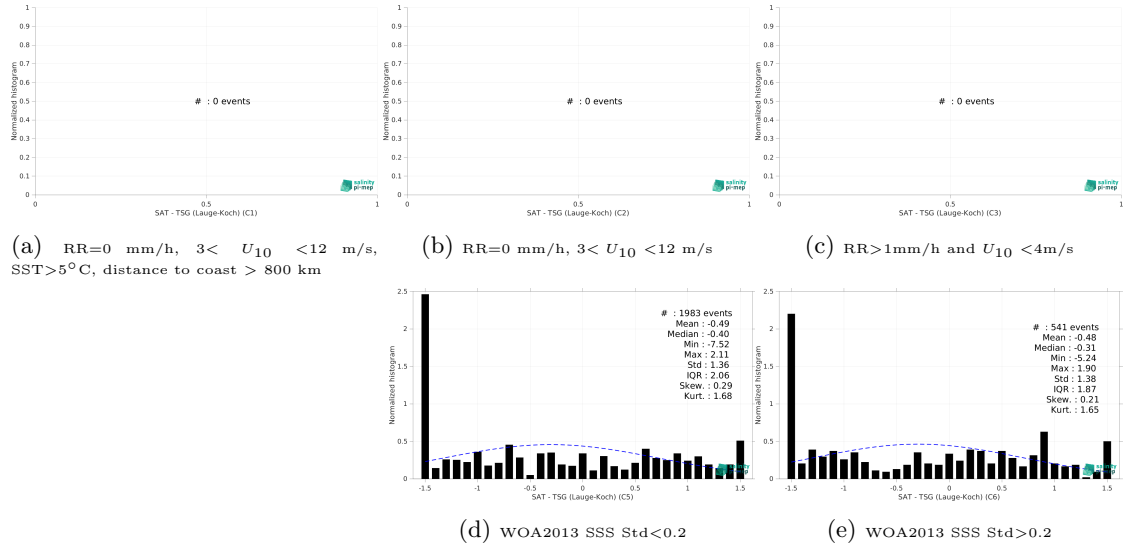 1
0.9
0.8
0.7
0.6
0.5
0.4
0.3
0.2
0.1
0
Normalized histogram
# : 0 events
salinity
pi-mep
0 0.5 1
SAT - TSG (Lauge-Koch) (C1)
(a) RR=0 mm/h, 3< U10 <12 m/s,
SST>5°C, distance to coast > 800 km
1
0.9
0.8
0.7
0.6
0.5
0.4
0.3
0.2
0.1
0
Normalized histogram
# : 0 events
salinity
pi-mep
0 0.5 1
SAT - TSG (Lauge-Koch) (C2)
(b) RR=0 mm/h, 3< U10 <12 m/s
1
0.9
0.8
0.7
0.6
0.5
0.4
0.3
0.2
0.1
0
Normalized histogram
# : 0 events
salinity
pi-mep
0 0.5 1
SAT - TSG (Lauge-Koch) (C3)
(c) RR>1mm/h and U10 <4m/s
2.5
2
1.5
1
0.5
0
Normalized histogram
# : 1983 events
Mean : -0.49
Median : -0.40
Min : -7.52
Max : 2.11
Std : 1.36
IQR : 2.06
Skew. : 0.29
Kurt. : 1.68
salinity
pi-mep
-1.5 -1 -0.5 0 0.5 1 1.5
SAT - TSG (Lauge-Koch) (C5)
(d) WOA2013 SSS Std<0.2
2.5
2
1.5
1
0.5
0
Normalized histogram
# : 541 events
Mean : -0.48
Median : -0.31
Min : -5.24
Max : 1.90
Std : 1.38
IQR : 1.87
Skew. : 0.21
Kurt. : 1.65
salinity
pi-mep
-1.5 -1 -0.5 0 0.5 1 1.5
SAT - TSG (Lauge-Koch) (C6)
(e) WOA2013 SSS Std>0.2